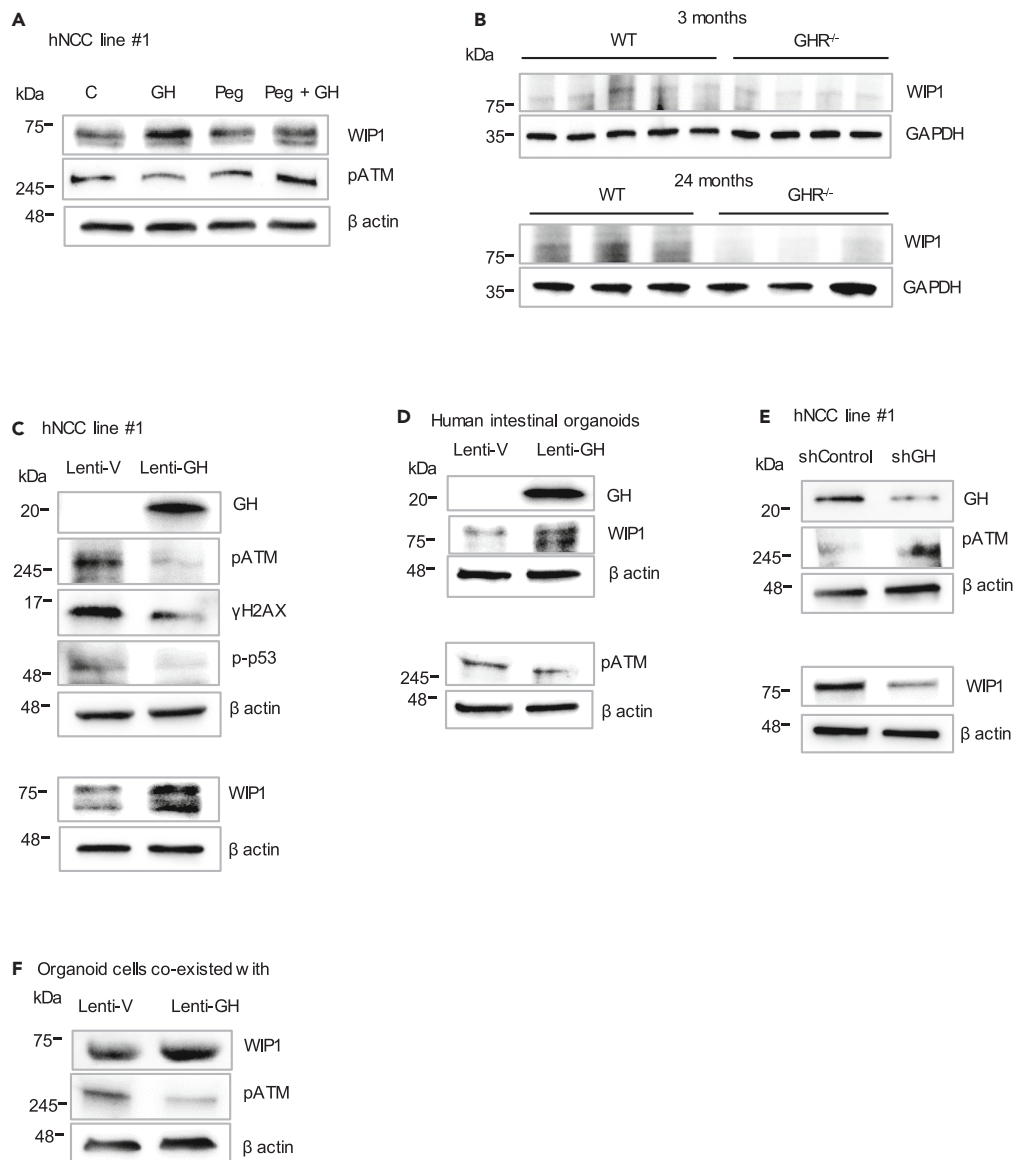 A
hNCC line #1
kDa C GH Peg Peg + GH
75 WIP1
245 pATM
48 β actin
B
3 months
WT GHR-/-
kDa
75 WIP1
35 GAPDH
24 months
WT GHR-/-
75 WIP1
35 GAPDH
C hNCC line #1
kDa Lenti-V Lenti-GH
20 GH
245 pATM
17 γH2AX
48 p-p53
48 β actin
75 WIP1
48 β actin
D Human intestinal organoids
kDa Lenti-V Lenti-GH
20 GH
75 WIP1
48 β actin
245 pATM
48 β actin
E hNCC line #1
kDa shControl shGH
20 GH
245 pATM
48 β actin
75 WIP1
48 β actin
F Organoid cells co-existed with
kDa Lenti-V Lenti-GH
75 WIP1
245 pATM
48 β actin